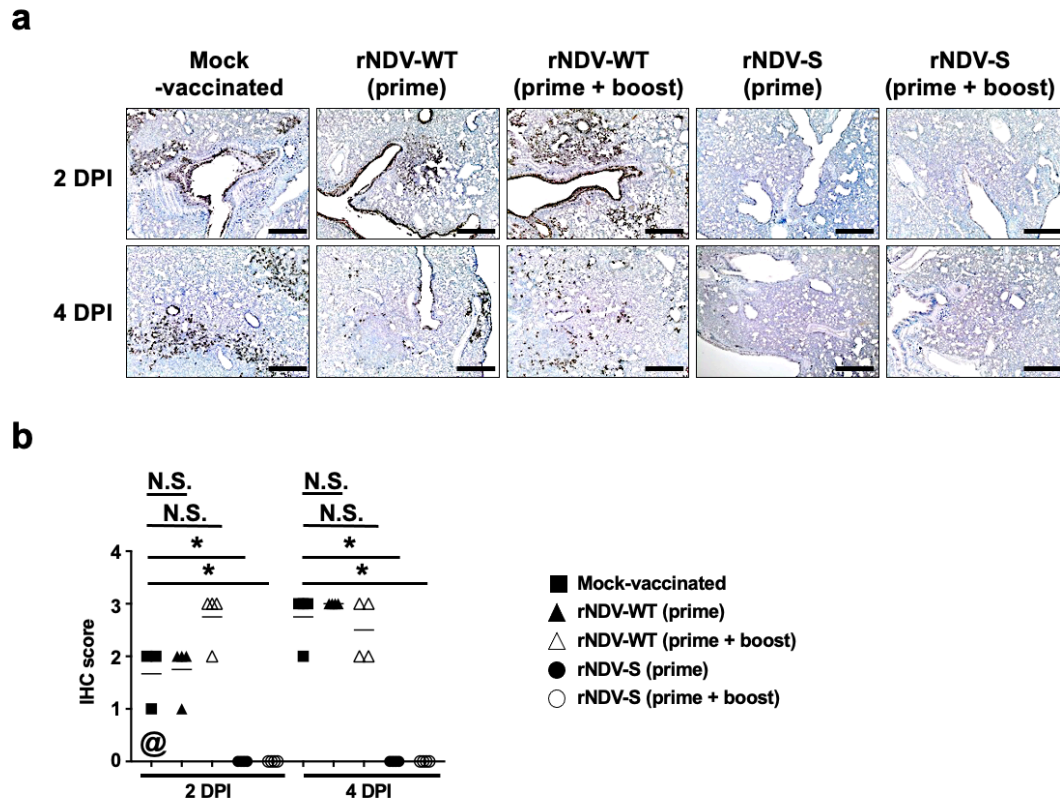 a
Mock
-vaccinated
rNDV-WT
(prime)
rNDV-WT
(prime + boost)
rNDV-S
(prime)
rNDV-S
(prime + boost)
2 DPI
4 DPI
b
N.S.
N.S.
N.S.
N.S.
*
*
*
*
4
3
2
1
0
IHC score
@
2 DPI
4 DPI
Mock-vaccinated
rNDV-WT (prime)
rNDV-WT (prime + boost)
rNDV-S (prime)
rNDV-S (prime + boost)